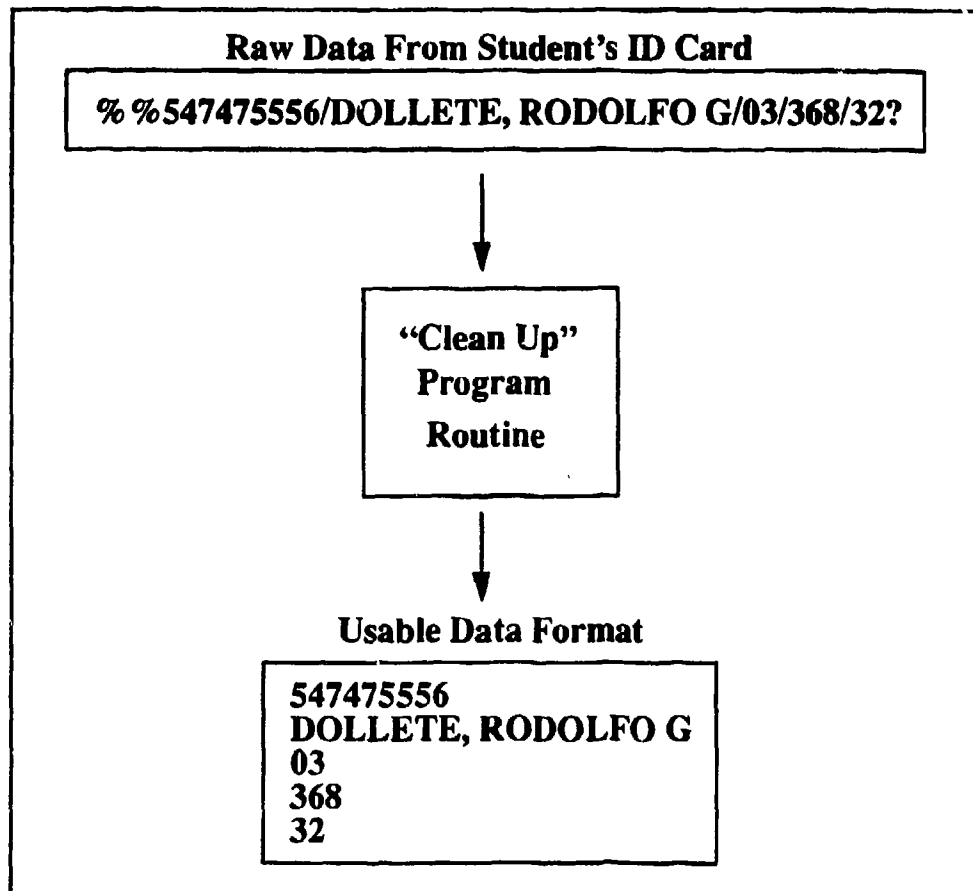 Raw Data From Student's ID Card
%%547475556/DOLLETE, RODOLFO G/03/368/32?
“Clean Up”
Program
Routine
Usable Data Format
547475556
DOLLETE, RODOLFO G
03
368
32